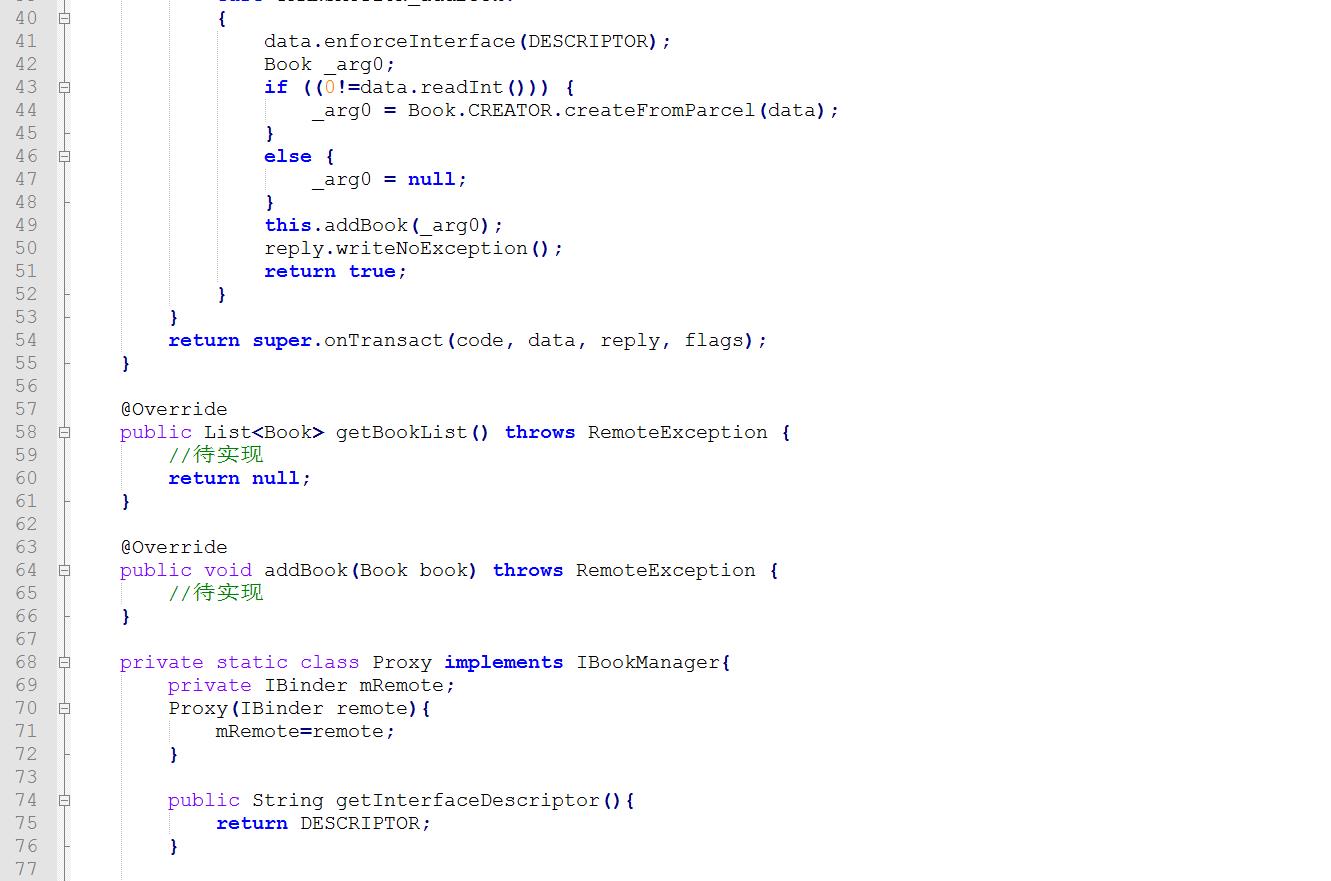 40 {
41 data.enforceInterface(DESCRIPTOR);
42 Book _arg0;
43 if ((0!=data.readInt())) {
44 _arg0 = Book.CREATOR.createFromParcel(data);
45 }
46 else {
47 _arg0 = null;
48 }
49 this.addBook(_arg0);
50 reply.writeNoException();
51 return true;
52 }
53 }
54 return super.onTransact(code, data, reply, flags);
55 }
56
57 @Override
58 public List<Book> getBookList() throws RemoteException {
59 //待实现
60 return null;
61 }
62
63 @Override
64 public void addBook(Book book) throws RemoteException {
65 //待实现
66 }
67
68 private static class Proxy implements IBookManager{
69 private IBinder mRemote;
70 Proxy(IBinder remote){
71 mRemote=remote;
72 }
73
74 public String getInterfaceDescriptor(){
75 return DESCRIPTOR;
76 }
77